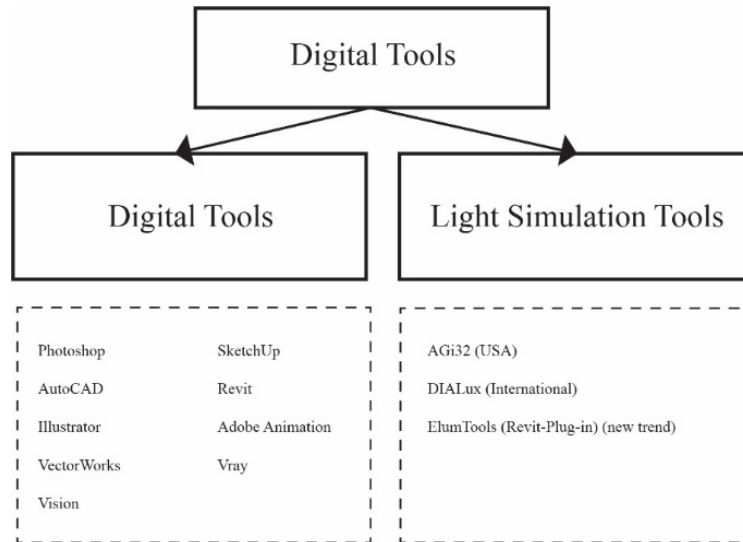 Digital Tools
Digital Tools
Light Simulation Tools
Photoshop
AutoCAD
Illustrator
VectorWorks
Vision
SketchUp
Revit
Adobe Animation
Vray
AGi32 (USA)
DIALux (International)
ElumTools (Revit-Plug-in) (new trend)